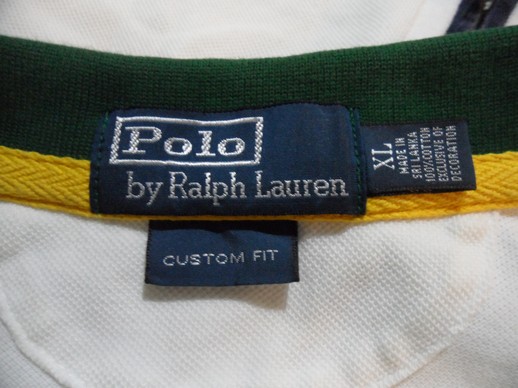 Polo
by Ralph Lauren
XL
MADE IN
SRI LANKA
100%COTTON
EXCLUSIVE OF
DECORATION
CUSTOM FIT